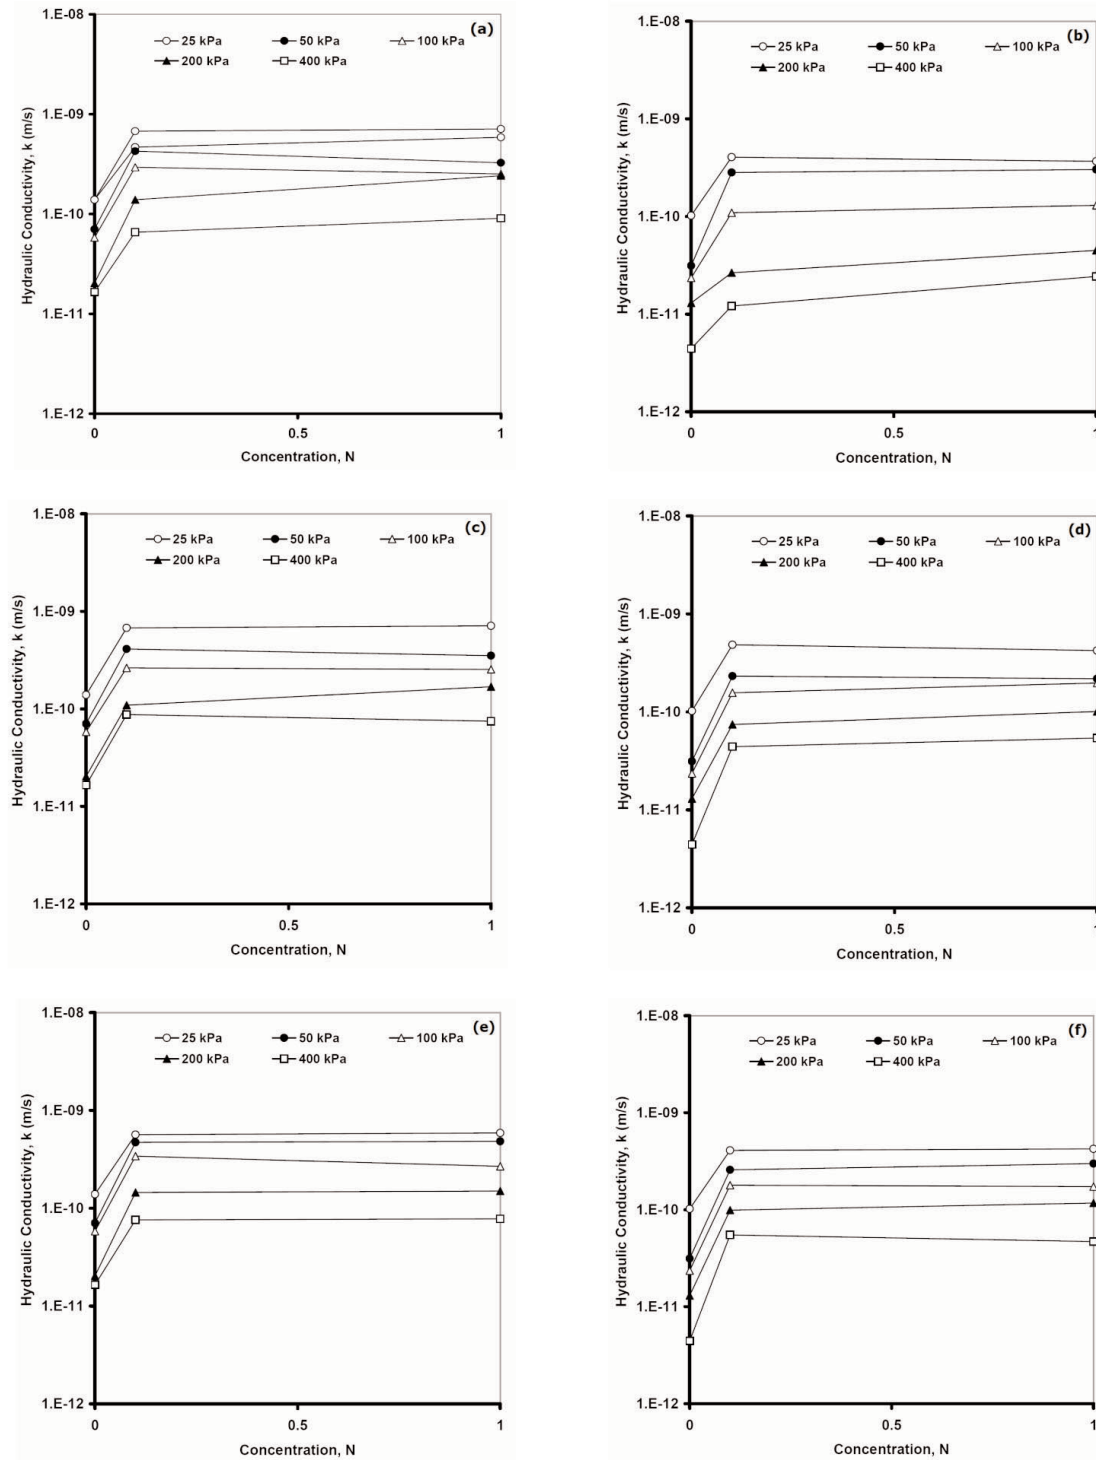 (a)
1.E-08
25 kPa 50 kPa 100 kPa
200 kPa 400 kPa
1.E-09
1.E-10
1.E-11
1.E-12
Hydraulic Conductivity, k (m/s)
0 0.5 1
Concentration, N
(b)
1.E-08
25 kPa 50 kPa 100 kPa
200 kPa 400 kPa
1.E-09
1.E-10
1.E-11
1.E-12
Hydraulic Conductivity, k (m/s)
0 0.5 1
Concentration, N
(c)
1.E-08
25 kPa 50 kPa 100 kPa
200 kPa 400 kPa
1.E-09
1.E-10
1.E-11
1.E-12
Hydraulic Conductivity, k (m/s)
0 0.5 1
Concentration, N
(d)
1.E-08
25 kPa 50 kPa 100 kPa
200 kPa 400 kPa
1.E-09
1.E-10
1.E-11
1.E-12
Hydraulic Conductivity, k (m/s)
0 0.5 1
Concentration, N
(e)
1.E-08
25 kPa 50 kPa 100 kPa
200 kPa 400 kPa
1.E-09
1.E-10
1.E-11
1.E-12
Hydraulic Conductivity, k (m/s)
0 0.5 1
Concentration, N
(f)
1.E-08
25 kPa 50 kPa 100 kPa
200 kPa 400 kPa
1.E-09
1.E-10
1.E-11
1.E-12
Hydraulic Conductivity, k (m/s)
0 0.5 1
Concentration, N